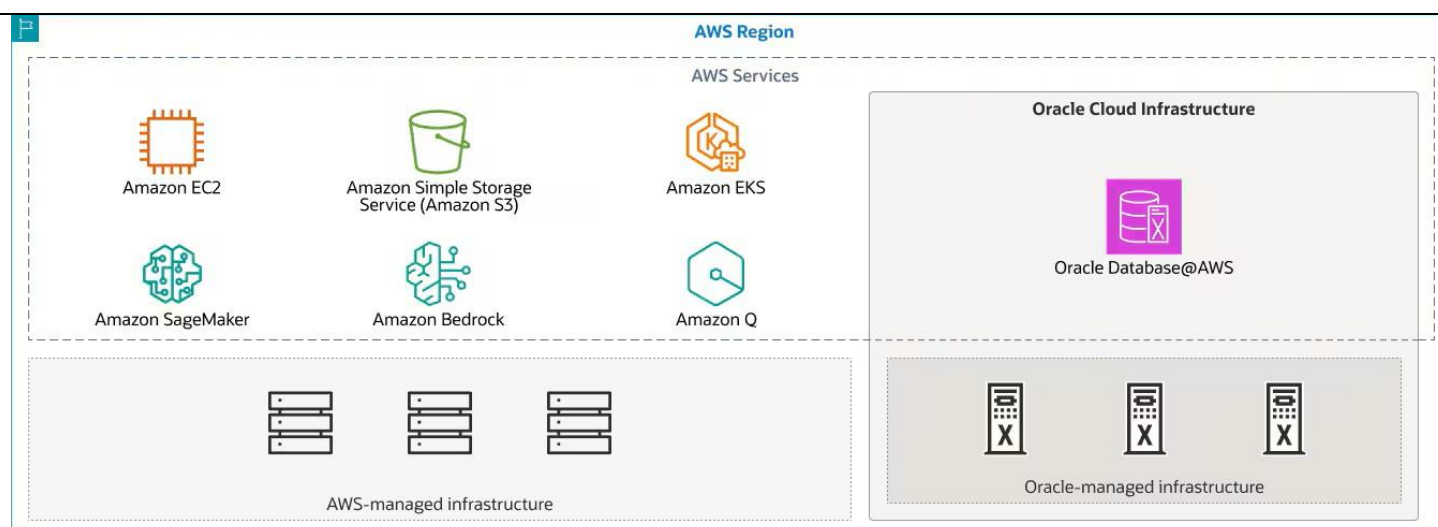 AWS Region
AWS Services
Oracle Cloud Infrastructure
Amazon EC2
Amazon Simple Storage
Service (Amazon S3)
Amazon EKS
K
X
Oracle Database@AWS
Amazon SageMaker
Amazon Bedrock
Amazon Q
X
X
X
AWS-managed infrastructure
Oracle-managed infrastructure